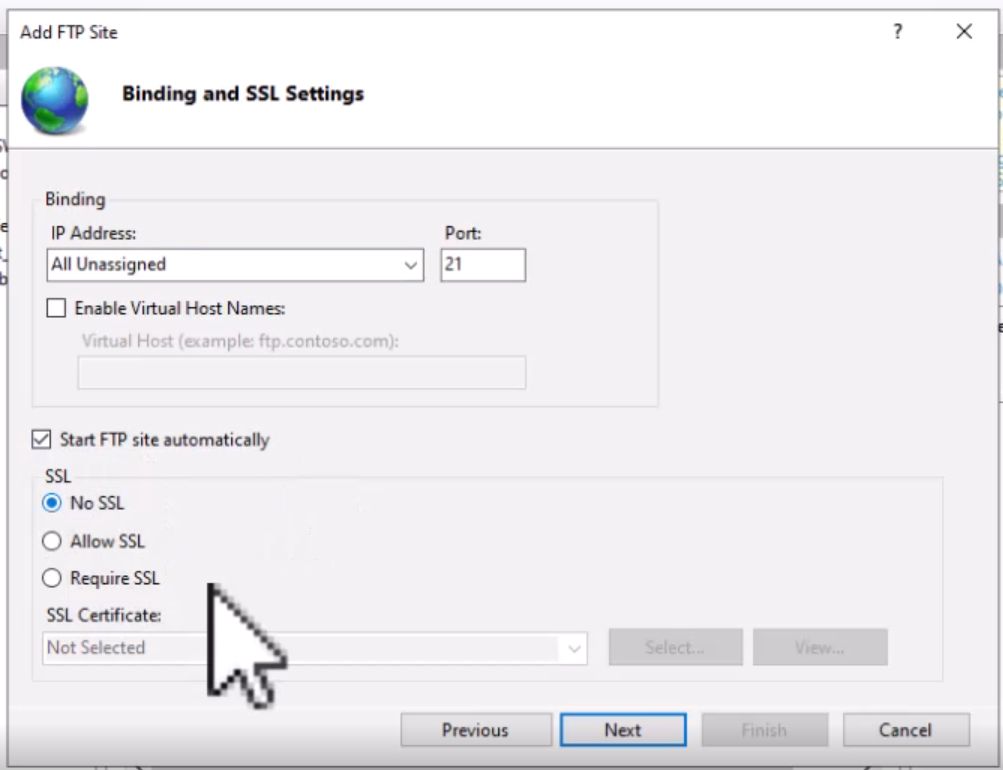 Add FTP Site
?
Binding and SSL Settings
Binding
IP Address: Port:
All Unassigned 21
Enable Virtual Host Names:
Virtual Host (example: ftp.contoso.com):
Start FTP site automatically
SSL
No SSL
Allow SSL
Require SSL
SSL Certificate:
Not Selected Select... View...
Previous Next Finish Cancel